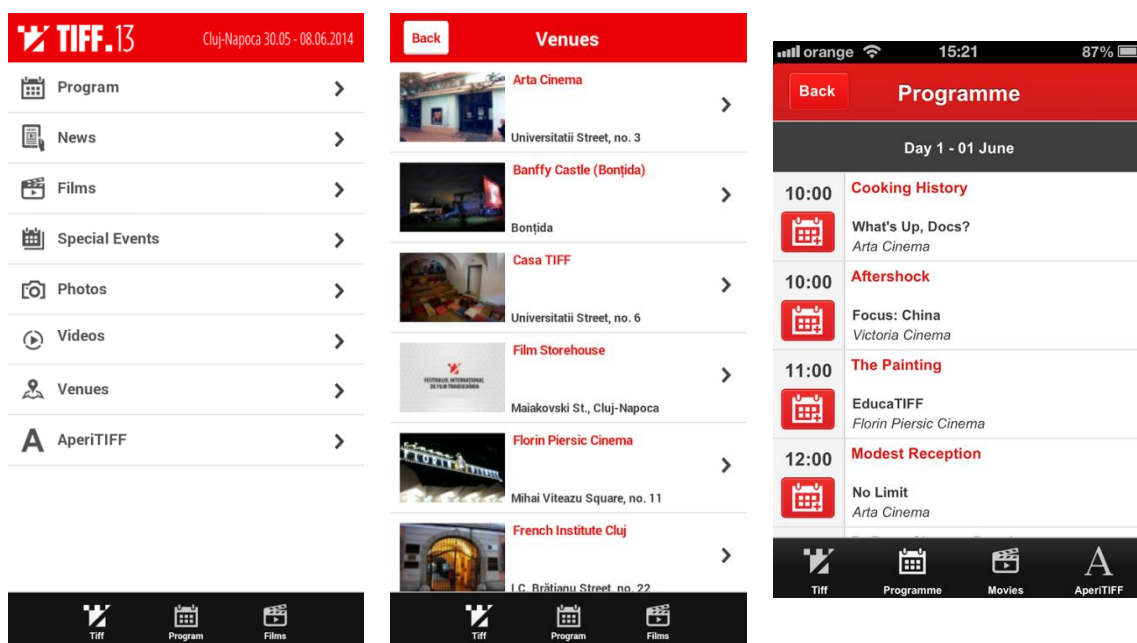 TIFF.13
Cluj-Napoca 30.05 - 08.06.2014
Program
News
Films
Special Events
Photos
Videos
Venues
A AperiTIFF
Tiff
Program
Films
Back
Venues
Arta Cinema
Universitatii Street, no. 3
Banffy Castle (Bonțida)
Bonțida
Casa TIFF
Universitatii Street, no. 6
Film Storehouse
FESTIVALUL INTERNAȚIONAL
DE FILM TRANSILVANIA
Maiakovski St., Cluj-Napoca
Florin Piersic Cinema
Mihai Viteazu Square, no. 11
French Institute Cluj
I.C. Brătianu Street, no. 22
Tiff
Program
Films
orange
15:21
87%
Back
Programme
Day 1 - 01 June
10:00
Cooking History
What's Up, Docs?
Arta Cinema
10:00
Aftershock
Focus: China
Victoria Cinema
11:00
The Painting
EducaTIFF
Florin Piersic Cinema
12:00
Modest Reception
No Limit
Arta Cinema
Tiff
Programme
Movies
A
AperiTIFF